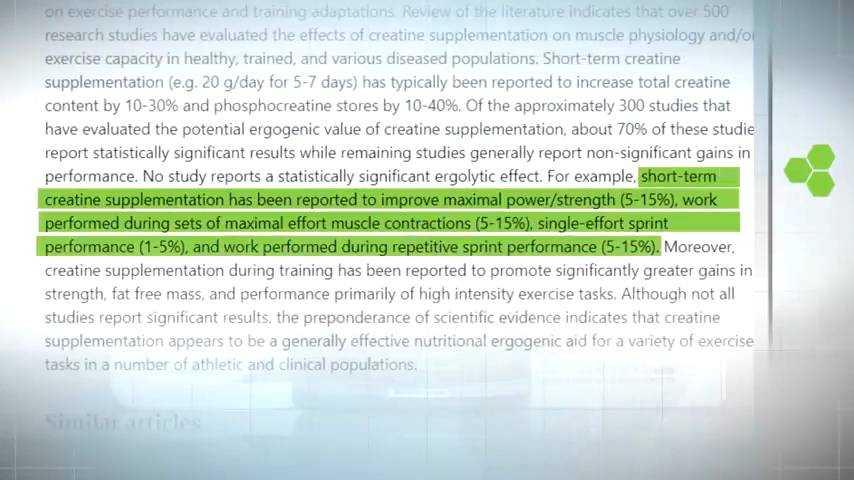 on exercise performance and training adaptations. Review of the literature indicates that over 500
research studies have evaluated the effects of creatine supplementation on muscle physiology and/o
exercise capacity in healthy, trained, and various diseased populations. Short-term creatine
supplementation (e.g. 20 g/day for 5-7 days) has typically been reported to increase total creatine
content by 10-30% and phosphocreatine stores by 10-40%. Of the approximately 300 studies that
have evaluated the potential ergogenic value of creatine supplementation, about 70% of these studie
report statistically significant results while remaining studies generally report non-significant gains in
performance. No study reports a statistically significant ergolytic effect. For example, short-term
creatine supplementation has been reported to improve maximal power/strength (5-15%), work
performed during sets of maximal effort muscle contractions (5-15%), single-effort sprint
performance (1-5%), and work performed during repetitive sprint performance (5-15%). Moreover,
creatine supplementation during training has been reported to promote significantly greater gains in
strength, fat free mass, and performance primarily of high intensity exercise tasks. Although not all
studies report significant results, the preponderance of scientific evidence indicates that creatine
supplementation appears to be a generally effective nutritional ergogenic aid for a variety of exercise
tasks in a number of athletic and clinical populations.
Similar articles